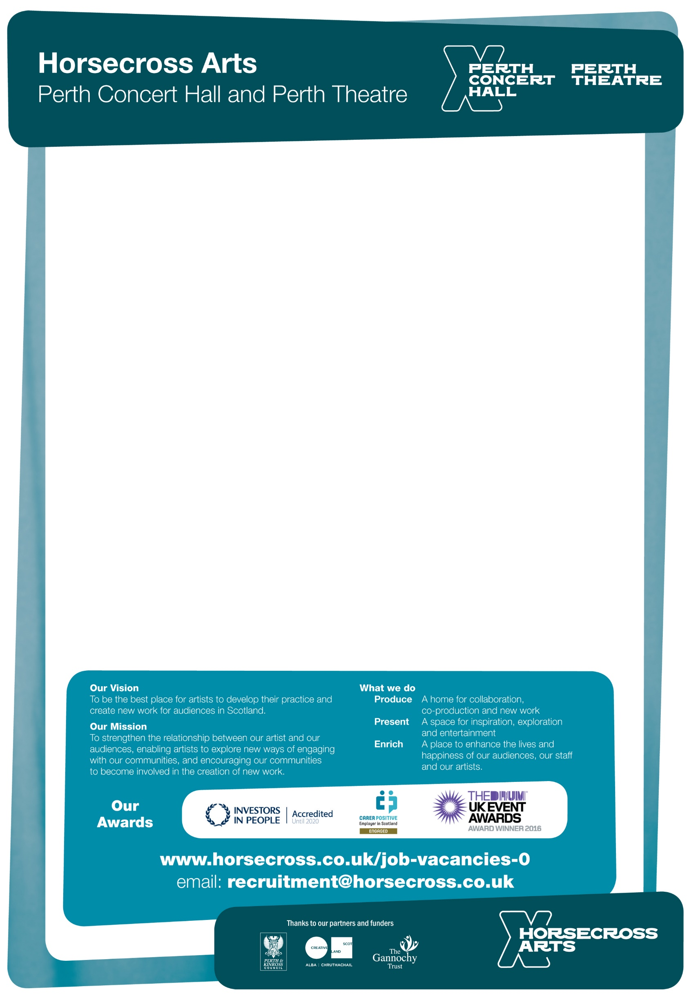 Horsecross Arts
Perth Concert Hall and Perth Theatre
PERTH
CONCERT
HALL
PERTH
THEATRE
Our Vision
To be the best place for artists to develop their practice and
create new work for audiences in Scotland.
Our Mission
To strengthen the relationship between our artist and our
audiences, enabling artists to explore new ways of engaging
with our communities, and encouraging our communities
to become involved in the creation of new work.
What we do
Produce A home for collaboration,
co-production and new work
Present A space for inspiration, exploration
and entertainment
Enrich A place to enhance the lives and
happiness of our audiences, our staff
and our artists.
Our
Awards
INVESTORS
IN PEOPLE
Accredited
Until 2020
CARER POSITIVE
Employer in Scotland
ENGAGED
THEDRUM®
UK EVENT
AWARDS
AWARD WINNER 2016
www.horsecross.co.uk/job-vacancies-0
email: recruitment@horsecross.co.uk
Thanks to our partners and funders
PERTH &
KINROSS
COUNCIL
CREATIVE
SCOT
LAND
ALBA | CHRUTHACHAIL
The
Gannochy
Trust
HORSECROSS
ARTS